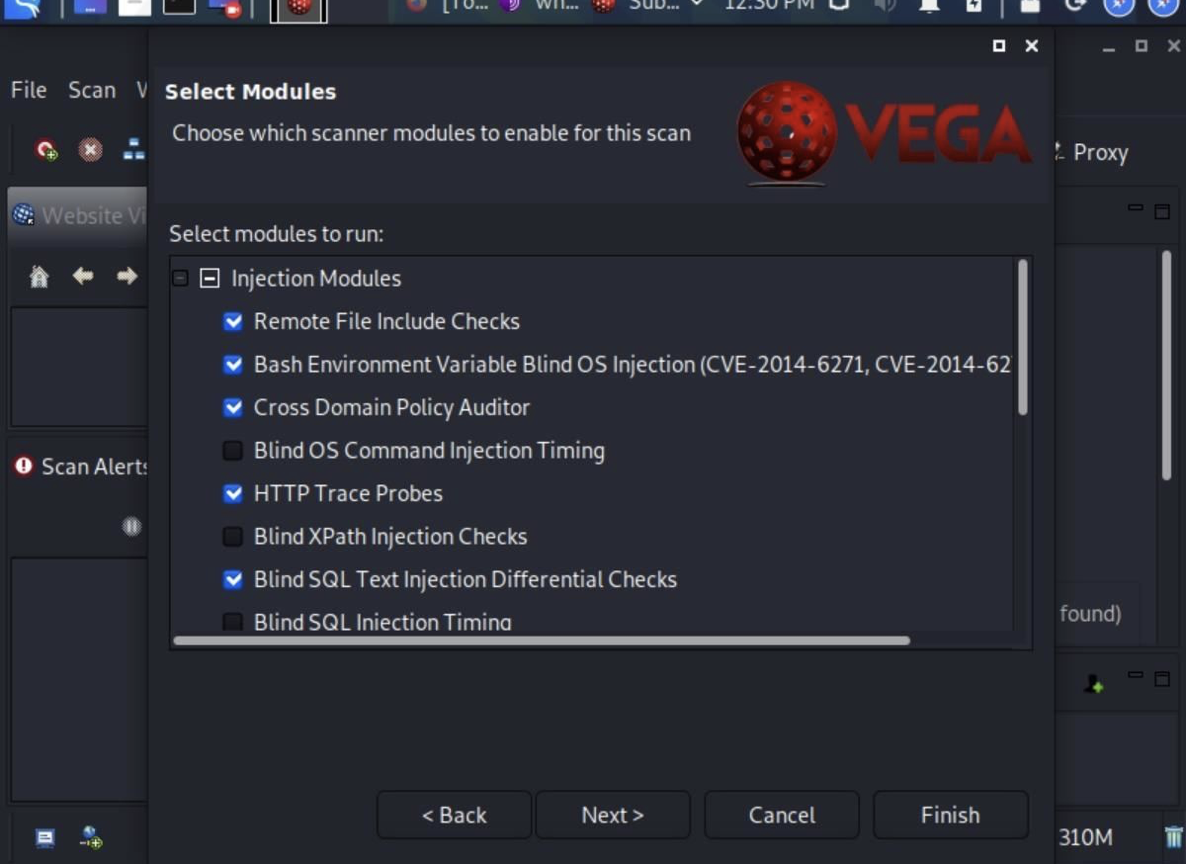 [To... wh... Sub... 12:30 PM
File Scan
Select Modules
Choose which scanner modules to enable for this scan
VEGA
Proxy
Website Vi
Select modules to run:
Injection Modules
Remote File Include Checks
Bash Environment Variable Blind OS Injection (CVE-2014-6271, CVE-2014-62
Cross Domain Policy Auditor
Scan Alerts
Blind OS Command Injection Timing
HTTP Trace Probes
Blind XPath Injection Checks
Blind SQL Text Injection Differential Checks
Blind SQL Injection Timing
found)
< Back Next > Cancel Finish
310M